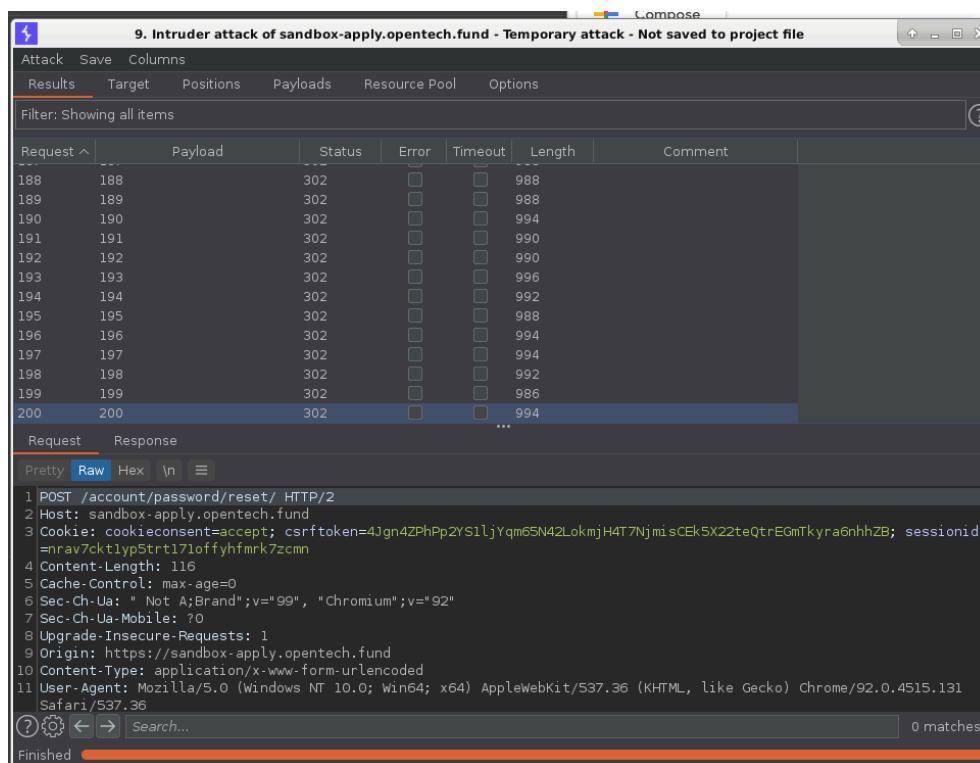 Compose
9. Intruder attack of sandbox-apply.opentech.fund - Temporary attack - Not saved to project file
Attack Save Columns
Results Target Positions Payloads Resource Pool Options
Filter: Showing all items
?
Request Payload Status Error Timeout Length Comment
188 188 302 988
189 189 302 988
190 190 302 994
191 191 302 990
192 192 302 990
193 193 302 996
194 194 302 992
195 195 302 988
196 196 302 994
197 197 302 994
198 198 302 992
199 199 302 986
200 200 302 994
Request Response
Pretty Raw Hex \n
1 POST /account/password/reset/ HTTP/2
2 Host: sandbox-apply.opentech.fund
3 Cookie: cookieconsent=accept; csrftoken=4Jgn4ZPhPp2YS1ljYqm65N42LokmjH4T7NjmisCEk5X22teQtrEGmTkyra6nhhZB; sessionid
=nrav7ckt1yp5trt171offyhfmrk7zcmn
4 Content-Length: 116
5 Cache-Control: max-age=0
6 Sec-Ch-Ua: " Not A;Brand";v="99", "Chromium";v="92"
7 Sec-Ch-Ua-Mobile: ?0
8 Upgrade-Insecure-Requests: 1
9 Origin: https://sandbox-apply.opentech.fund
10 Content-Type: application/x-www-form-urlencoded
11 User-Agent: Mozilla/5.0 (Windows NT 10.0; Win64; x64) AppleWebKit/537.36 (KHTML, like Gecko) Chrome/92.0.4515.131
Safari/537.36
? Search... 0 matches
Finished